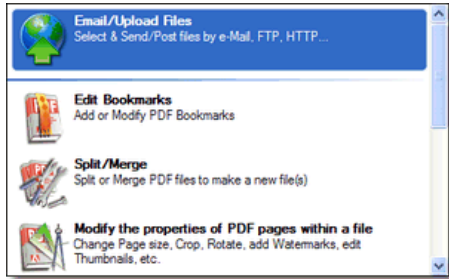 Email/Upload Files
Select & Send/Post files by e-Mail, FTP, HTTP...
Edit Bookmarks
Add or Modify PDF Bookmarks
Split/Merge
Split or Merge PDF files to make a new file(s)
Modify the properties of PDF pages within a file
Change Page size, Crop, Rotate, add Watermarks, edit
Thumbnails, etc.